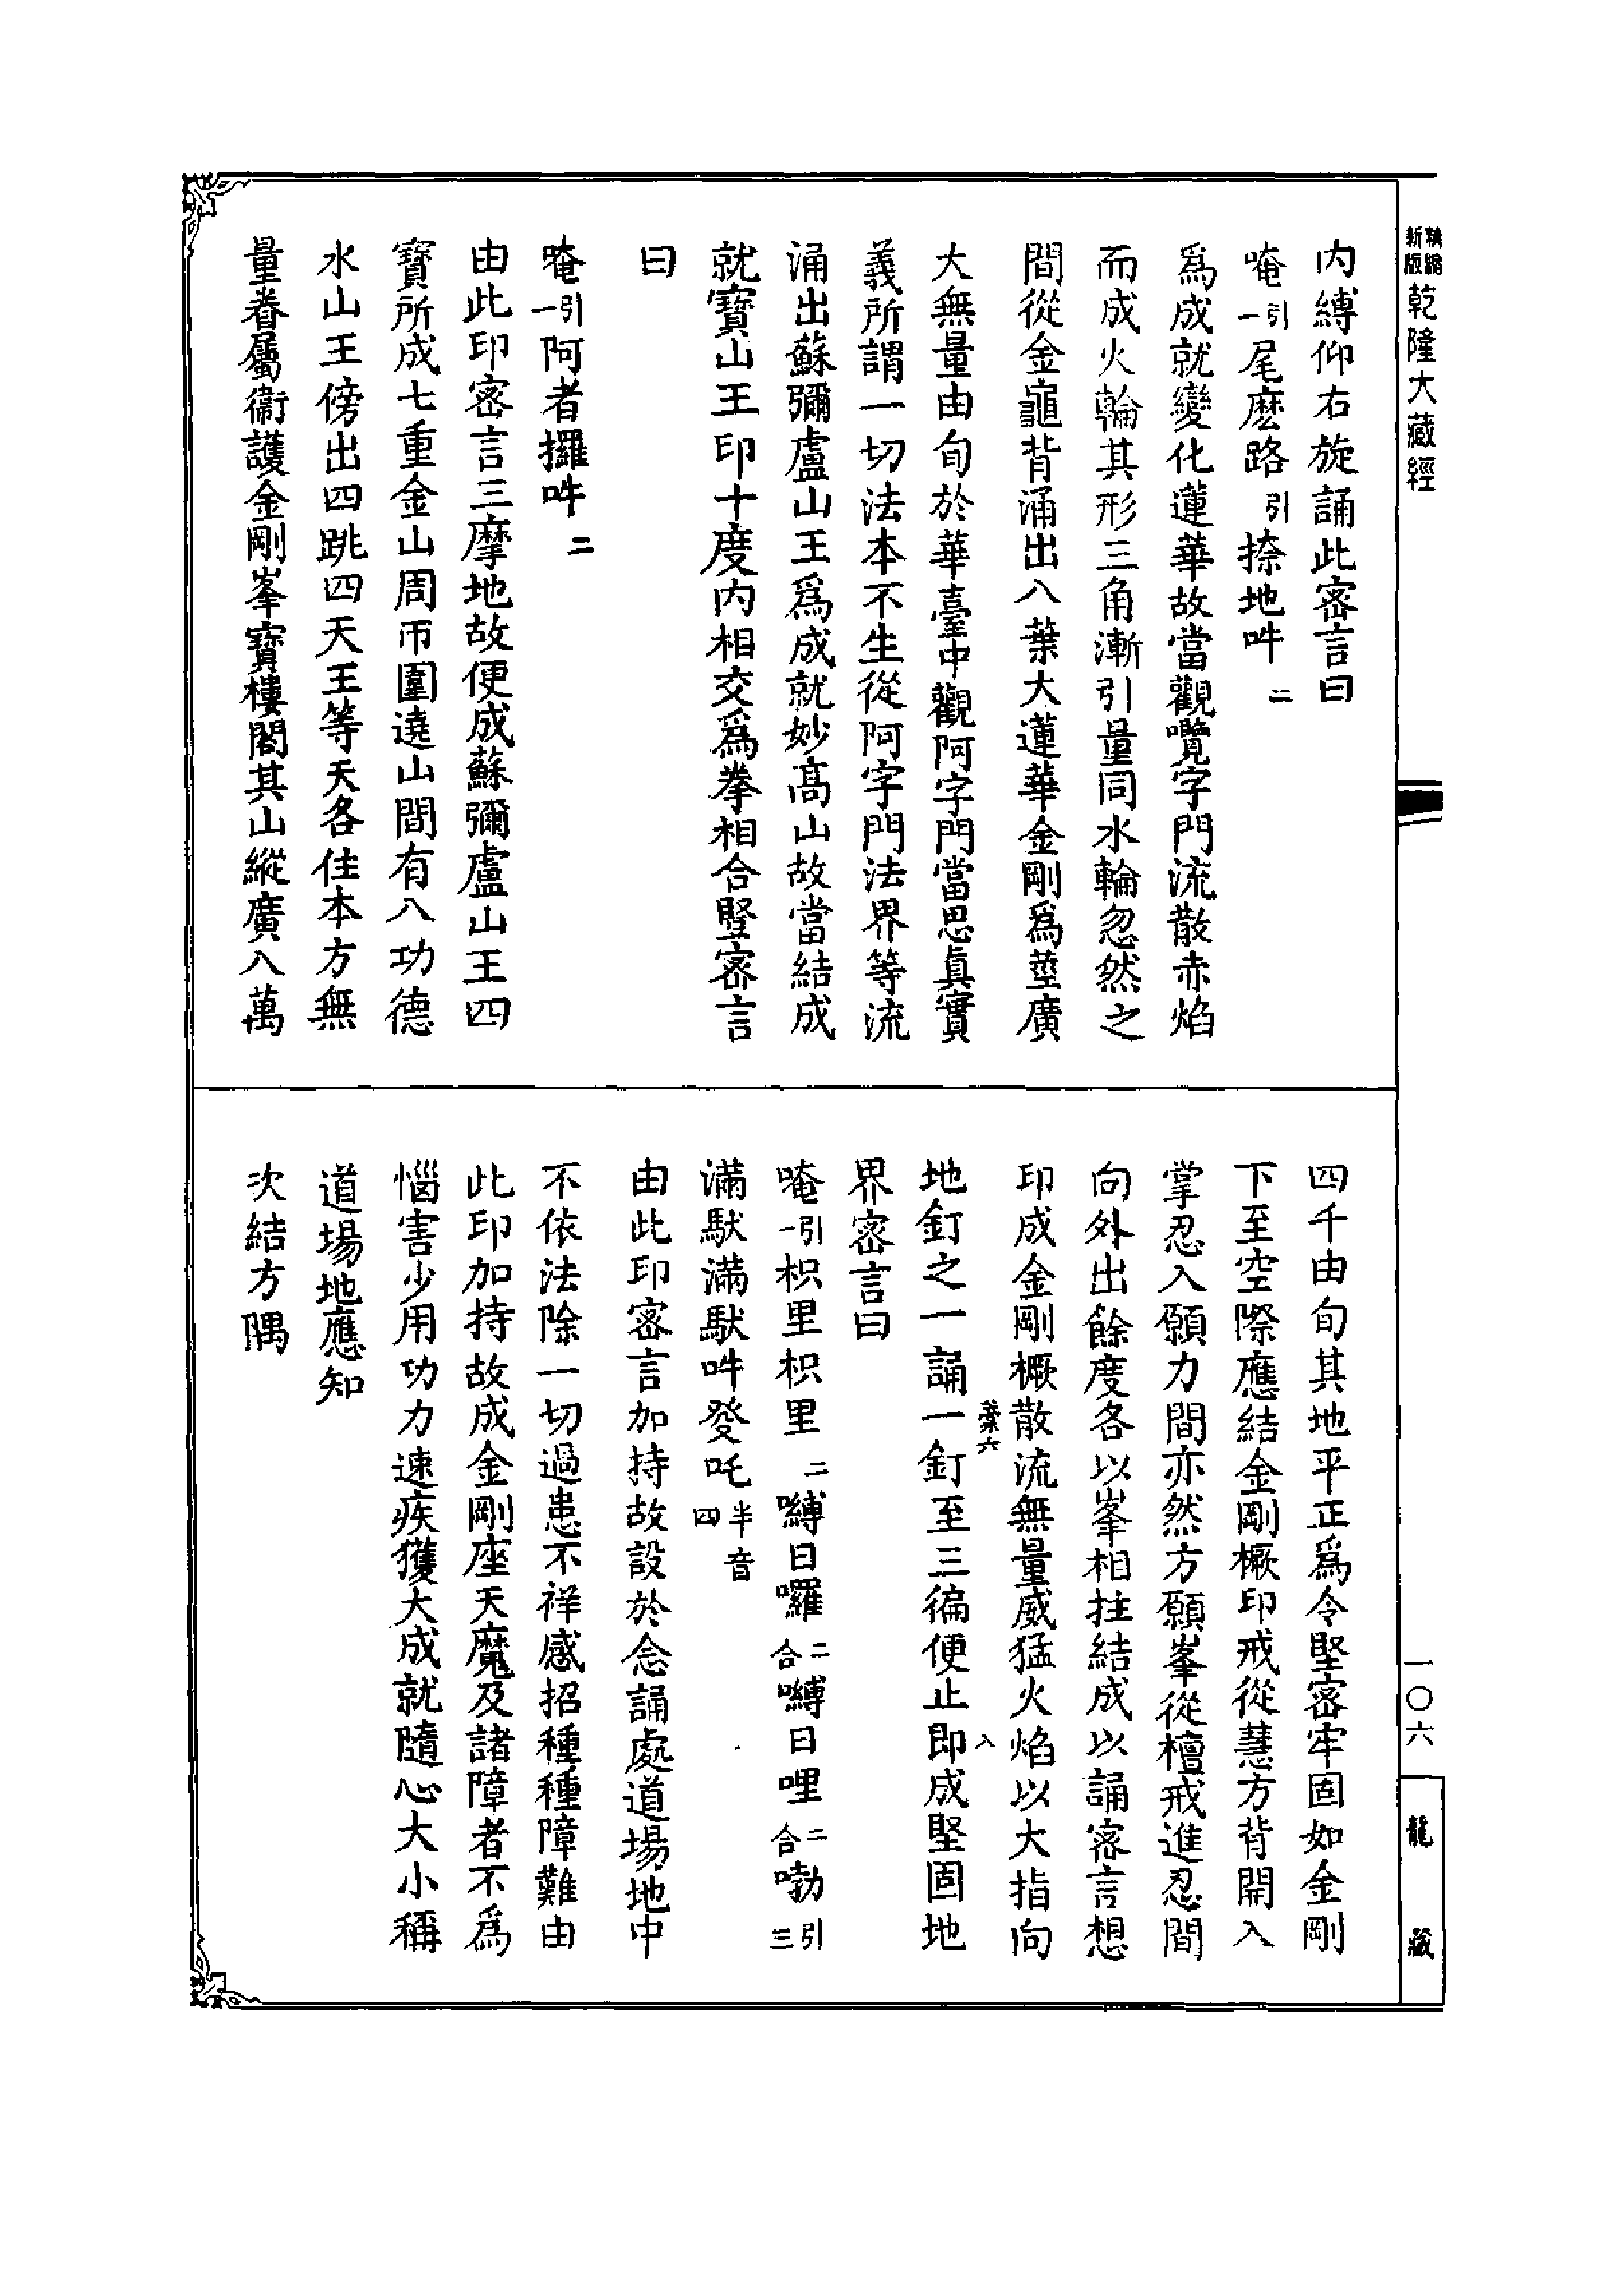 精縮
新版
乾隆大藏經
內縛仰右旋誦此密言曰
唵引一尾麽路引捺地吽二
爲成就變化蓮華故當觀囕字門流散赤焰
而成火輪其形三角漸引量同水輪忽然之
間從金龜背涌出八葉大蓮華金剛爲莖廣
大無量由旬於華臺中觀阿字門當思眞實
義所謂一切法本不生從阿字門法界等流
涌出蘇彌盧山王爲成就妙高山故當結成
就寶山王印十度內相交爲拳相合豎密言
曰
唵引一阿者攞吽二
由此印密言三摩地故便成蘇彌盧山王四
寶所成七重金山周帀圍遶山間有八功德
水山王傍出四跳四天王等天各住本方無
量眷屬衞護金剛峯寶樓閣其山縱廣八萬
四千由旬其地平正爲令堅密牢固如金剛
下至空際應結金剛橛印戒從慧方背開入
掌忍入願力間亦然方願峯從檀戒進忍間
向外出餘度各以峯相拄結成以誦密言想
印成金剛橛散流無量威猛火焰以大指向
地釘之一誦一釘至三徧便止即成堅固地
界密言曰
唵引一枳里枳里二嚩日囉二合嚩日哩二合㘑引三
滿馱滿馱吽發吒半音四
由此印密言加持故設於念誦處道場地中
不依法除一切過患不祥感招種種障難由
此印加持故成金剛座天魔及諸障者不爲
惱害少用功力速疾獲大成就隨心大小稱
道場地應知
次結方隅
一〇六
龍藏